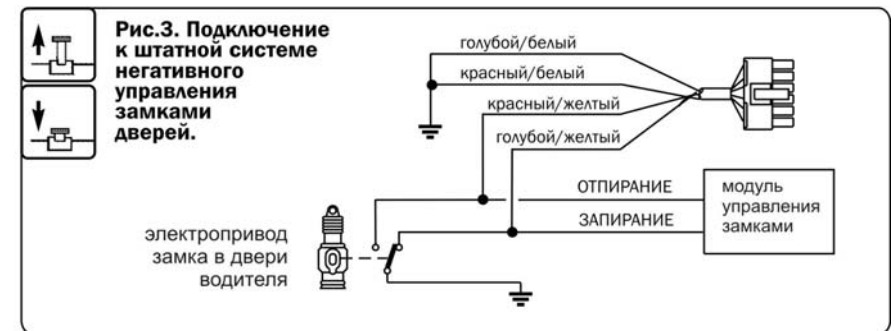 Рис.3. Подключение
к штатной системе
негативного
управления
замками
дверей.
голубой/белый
красный/белый
красный/желтый
голубой/желтый
ОТПИРАНИЕ
ЗАПИРАНИЕ
модуль
управления
замками
электропривод
замка в двери
водителя